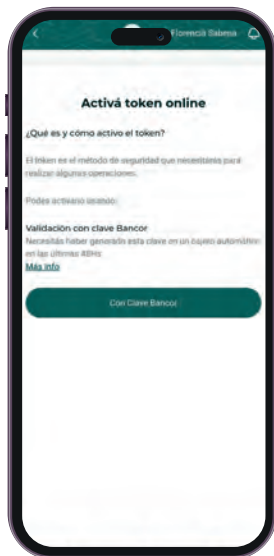 Florencia Sabena
Activá token online
¿Qué es y cómo activo el token?
El token es el método de seguridad que necesitarás para
realizar algunas operaciones.
Podés activarlo usando:
Validación con clave Bancor
Necesitás haber generado esta clave en un cajero automático
en las últimas 48Hs
Más info
Con Clave Bancor